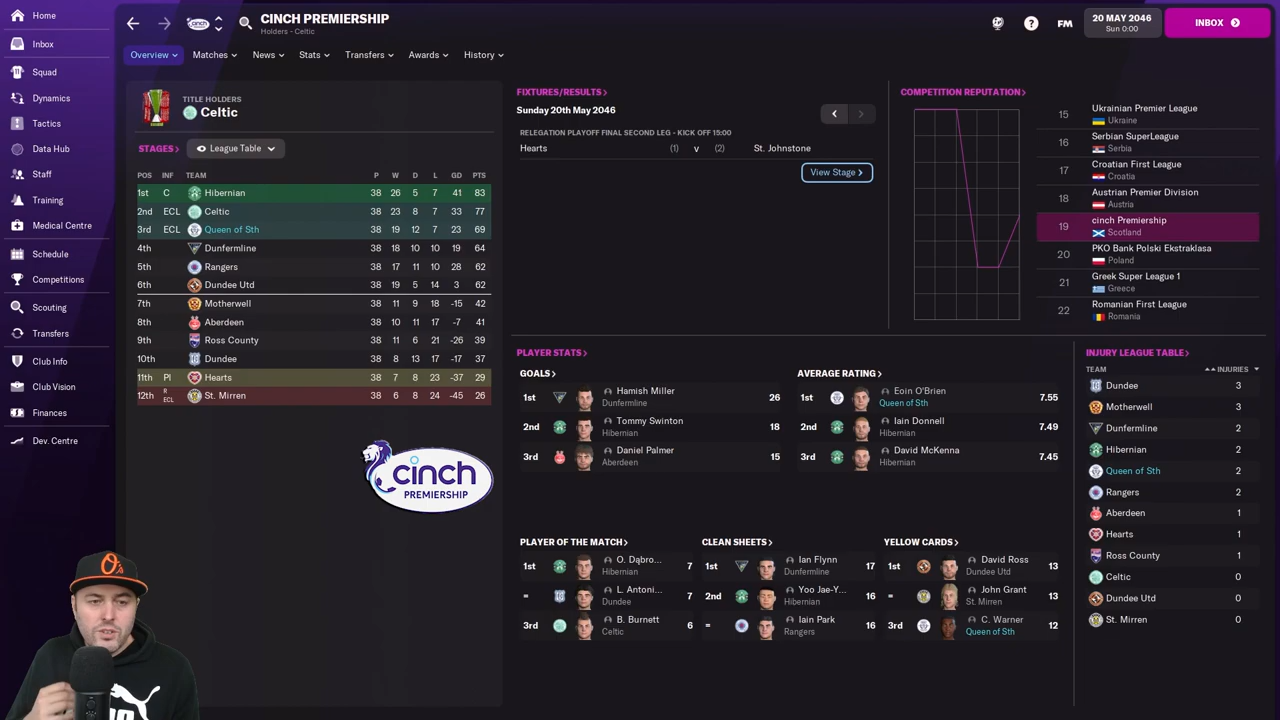 Home
Inbox
Squad
Dynamics
Tactics
Data Hub
Staff
Training
Medical Centre
Schedule
Competitions
Scouting
Transfers
Club Info
Club Vision
Finances
Dev. Centre
cinch
CINCH PREMIERSHIP
Holders - Celtic
?
FM
20 MAY 2046
Sun 0:00
INBOX
Overview
Matches
News
Stats
Transfers
Awards
History
TITLE HOLDERS
Celtic
STAGES>
League Table
POS INF TEAM P W D L GD PTS
1st C Hibernian 38 26 5 7 41 83
2nd ECL Celtic 38 23 8 7 33 77
3rd ECL Queen of Sth 38 19 12 7 23 69
4th Dunfermline 38 18 10 10 19 64
5th Rangers 38 17 11 10 28 62
6th Dundee Utd 38 19 5 14 3 62
7th Motherwell 38 11 9 18 -15 42
8th Aberdeen 38 10 11 17 -7 41
9th Ross County 38 11 6 21 -26 39
10th Dundee 38 8 13 17 -17 37
11th Pl Hearts 38 7 8 23 -37 29
12th R ECL St. Mirren 38 6 8 24 -45 26
cinch
PREMIERSHIP
FIXTURES/RESULTS>
Sunday 20th May 2046
RELEGATION PLAYOFF FINAL SECOND LEG - KICK OFF 15:00
Hearts (1) v (2) St. Johnstone
View Stage >
COMPETITION REPUTATION>
15 Ukrainian Premier League
Ukraine
16 Serbian SuperLeague
Serbia
17 Croatian First League
Croatia
18 Austrian Premier Division
Austria
19 cinch Premiership
Scotland
20 PKO Bank Polski Ekstraklasa
Poland
21 Greek Super League 1
Greece
22 Romanian First League
Romania
PLAYER STATS>
GOALS>
1st Hamish Miller 26
Dunfermline
2nd Tommy Swinton 18
Hibernian
3rd Daniel Palmer 15
Aberdeen
AVERAGE RATING>
1st Eoin O'Brien 7.55
Queen of Sth
2nd Iain Donnell 7.49
Hibernian
3rd David McKenna 7.45
Hibernian
PLAYER OF THE MATCH>
1st O. Dąbro... 7
Hibernian
= L. Antoni... 7
Dundee
3rd B. Burnett 6
Celtic
CLEAN SHEETS>
1st Ian Flynn 17
Dunfermline
2nd Yoo Jae-Y... 16
Hibernian
= Iain Park 16
Rangers
YELLOW CARDS>
1st David Ross 13
Dundee Utd
= John Grant 13
St. Mirren
3rd C. Warner 12
Queen of Sth
INJURY LEAGUE TABLE>
TEAM INJURIES
Dundee 3
Motherwell 3
Dunfermline 2
Hibernian 2
Queen of Sth 2
Rangers 2
Aberdeen 1
Hearts 1
Ross County 1
Celtic 0
Dundee Utd 0
St. Mirren 0